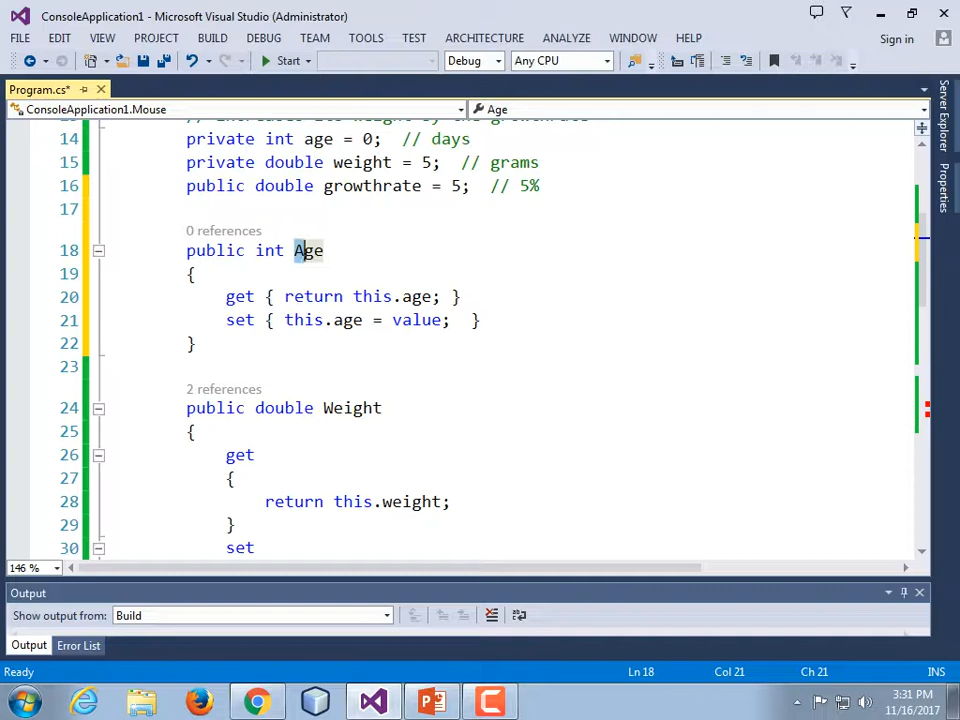 ConsoleApplication1 - Microsoft Visual Studio (Administrator)
FILE EDIT VIEW PROJECT BUILD DEBUG TEAM TOOLS TEST ARCHITECTURE ANALYZE WINDOW HELP Sign in
Start Debug Any CPU
Program.cs*
ConsoleApplication1.Mouse Age
14 private int age = 0; // days
15 private double weight = 5; // grams
16 public double growthrate = 5; // 5%
17
0 references
18 public int Age
19 {
20 get { return this.age; }
21 set { this.age = value; }
22 }
23
2 references
24 public double Weight
25 {
26 get
27 {
28 return this.weight;
29 }
30 set
146 %
Server Explorer
Properties
Output
Show output from: Build
Output Error List
Ready Ln 18 Col 21 Ch 21 INS
3:31 PM
11/16/2017